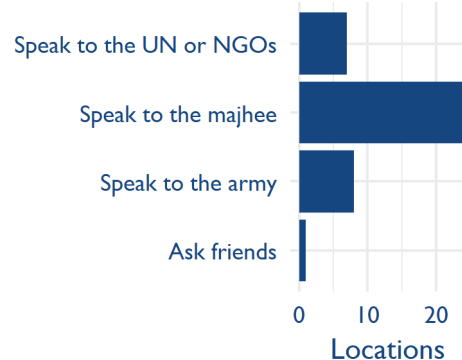 Speak to the UN or NGOs
Speak to the majhee
Speak to the army
Ask friends
0 10 20
Locations